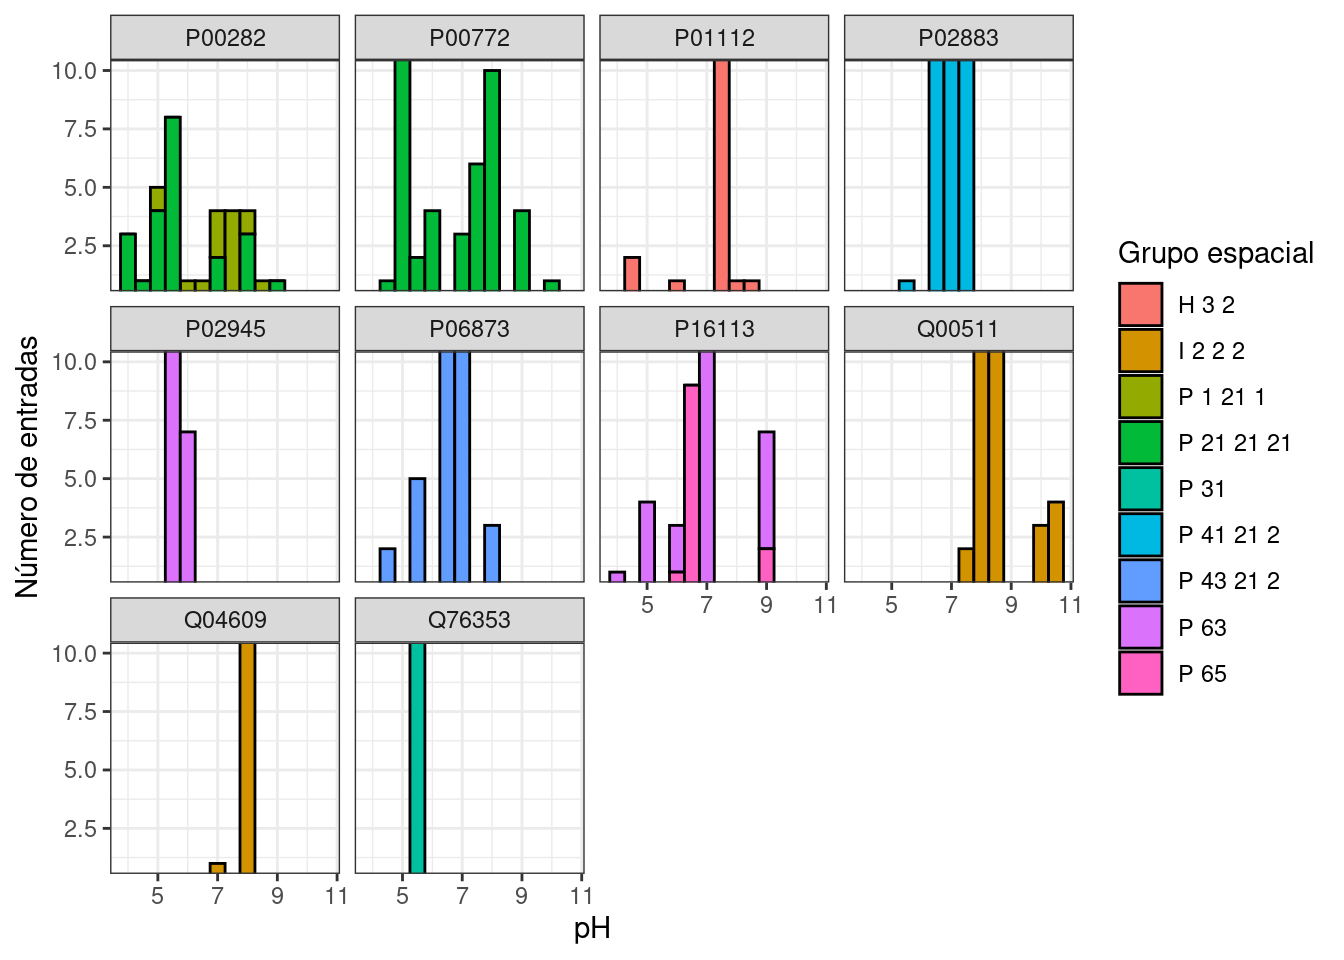 P00282 P00772 P01112 P02883
10.0
7.5
5.0
2.5
P02945 P06873 P16113 Q00511
10.0
7.5
5.0
2.5
5 7 9 11 5 7 9 11
Q04609 Q76353
10.0
7.5
5.0
2.5
5 7 9 11 5 7 9 11
pH
Número de entradas
Grupo espacial
H 3 2
I 2 2 2
P 1 21 1
P 21 21 21
P 31
P 41 21 2
P 43 21 2
P 63
P 65